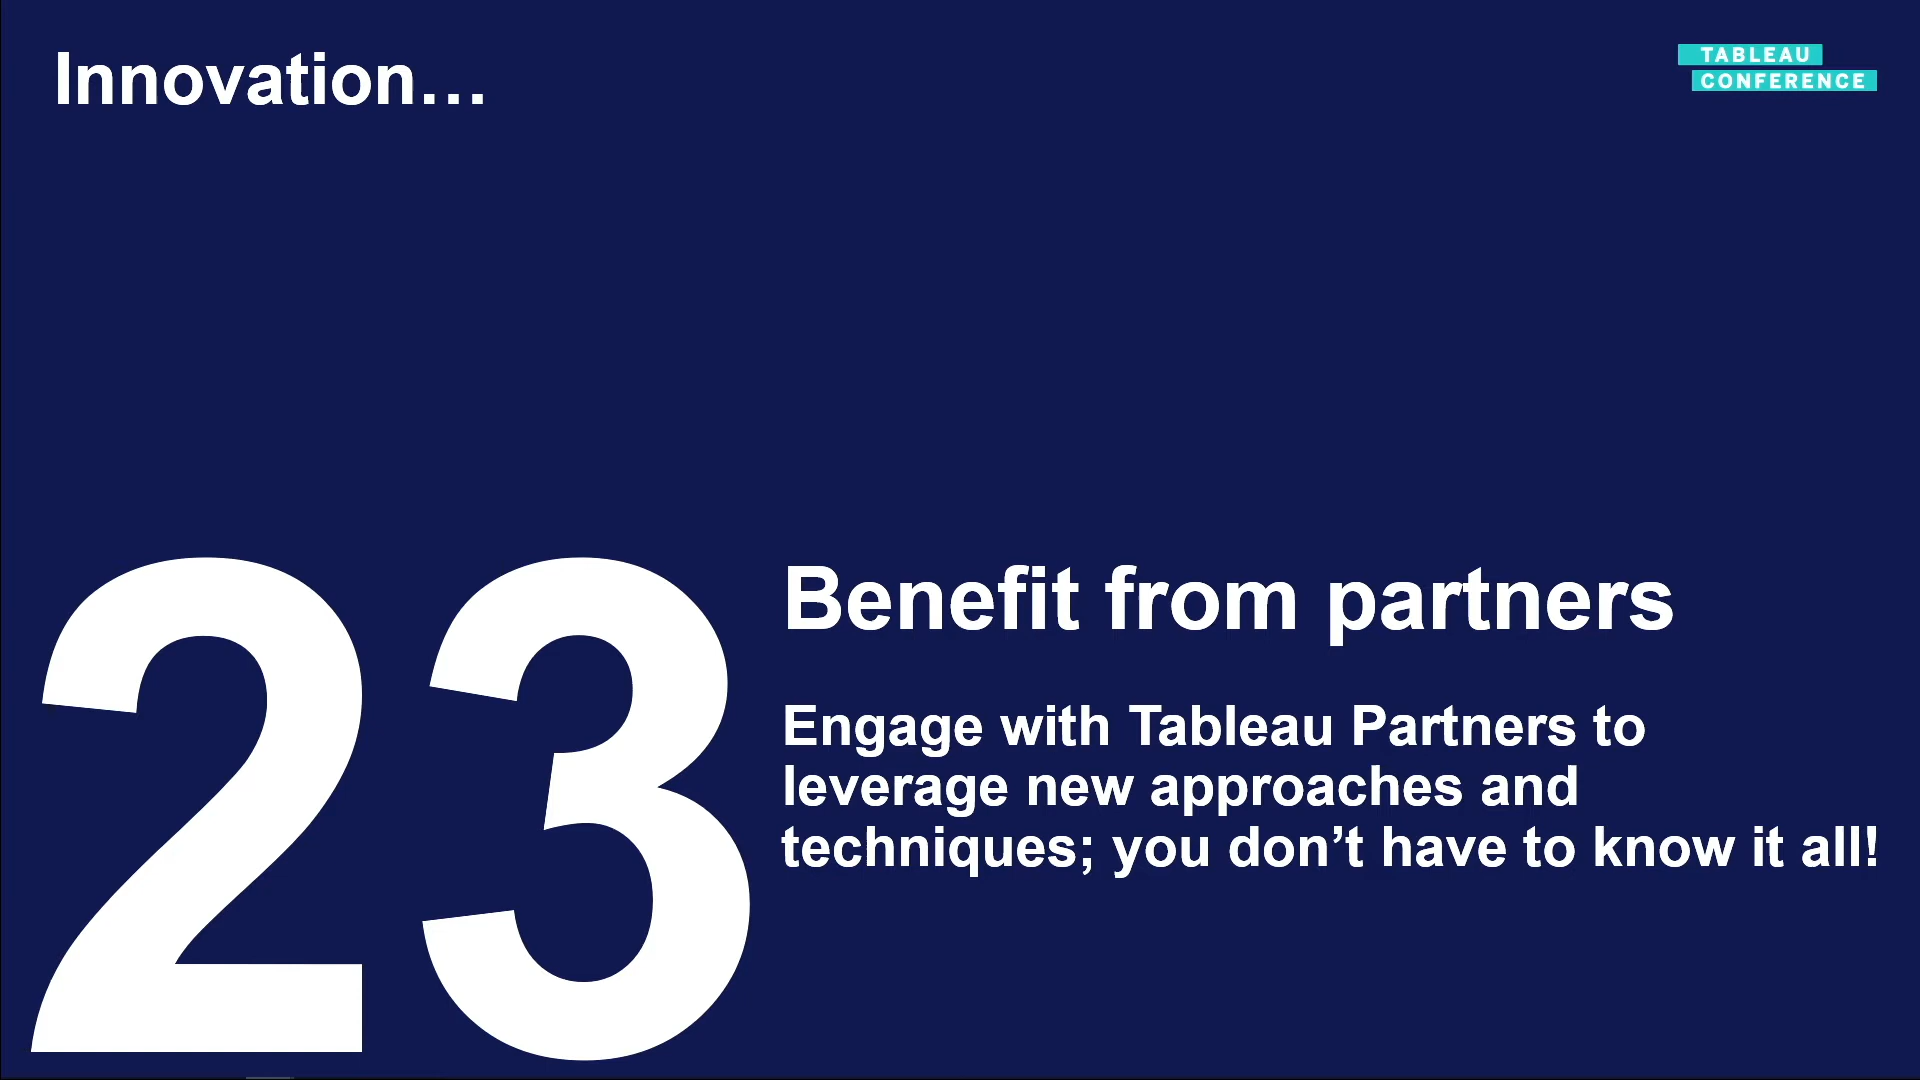 Innovation…
TABLEAU
CONFERENCE
23
Benefit from partners
Engage with Tableau Partners to
leverage new approaches and
techniques; you don’t have to know it all!